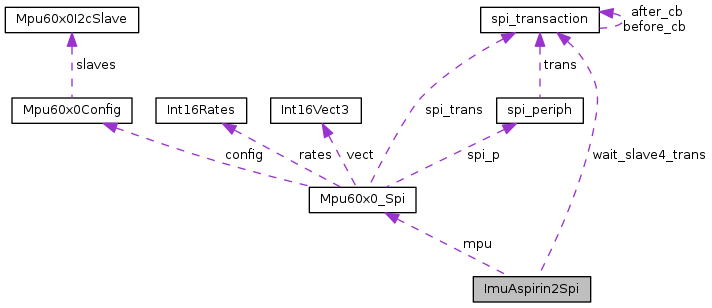 Mpu60x0I2cSlave
spi_transaction
after_cb
before_cb
slaves
trans
Mpu60x0Config
Int16Rates
Int16Vect3
spi_trans
spi_periph
config
rates
vect
spi_p
wait_slave4_trans
Mpu60x0_Spi
mpu
ImuAspirin2Spi